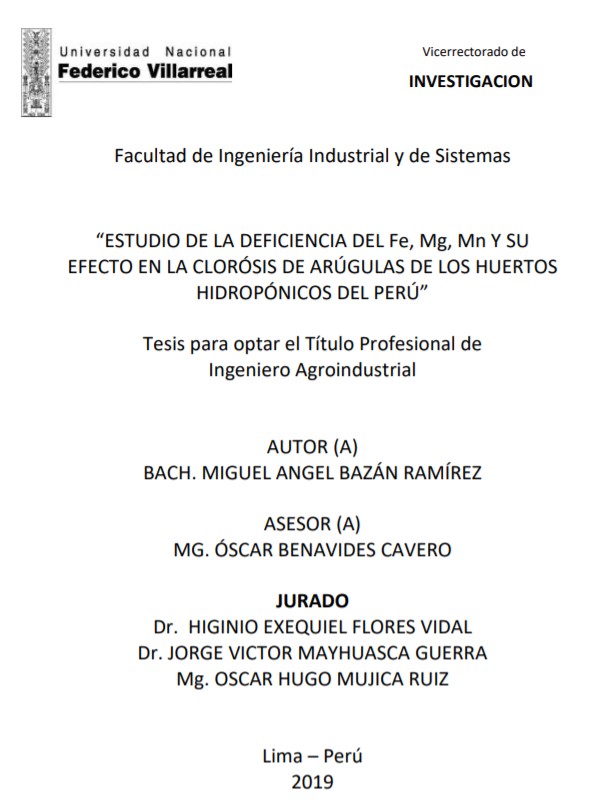 Universidad Nacional
Federico Villarreal
Vicerrectorado de
INVESTIGACION
Facultad de Ingeniería Industrial y de Sistemas
“ESTUDIO DE LA DEFICIENCIA DEL Fe, Mg, Mn Y SU
EFECTO EN LA CLORÓSIS DE ARÚGULAS DE LOS HUERTOS
HIDROPÓNICOS DEL PERÚ”
Tesis para optar el Título Profesional de
Ingeniero Agroindustrial
AUTOR (A)
BACH. MIGUEL ANGEL BAZÁN RAMÍREZ
ASESOR (A)
MG. ÓSCAR BENAVIDES CAVERO
JURADO
Dr. HIGINIO EXEQUIEL FLORES VIDAL
Dr. JORGE VICTOR MAYHUASCA GUERRA
Mg. OSCAR HUGO MUJICA RUIZ
Lima – Perú
2019